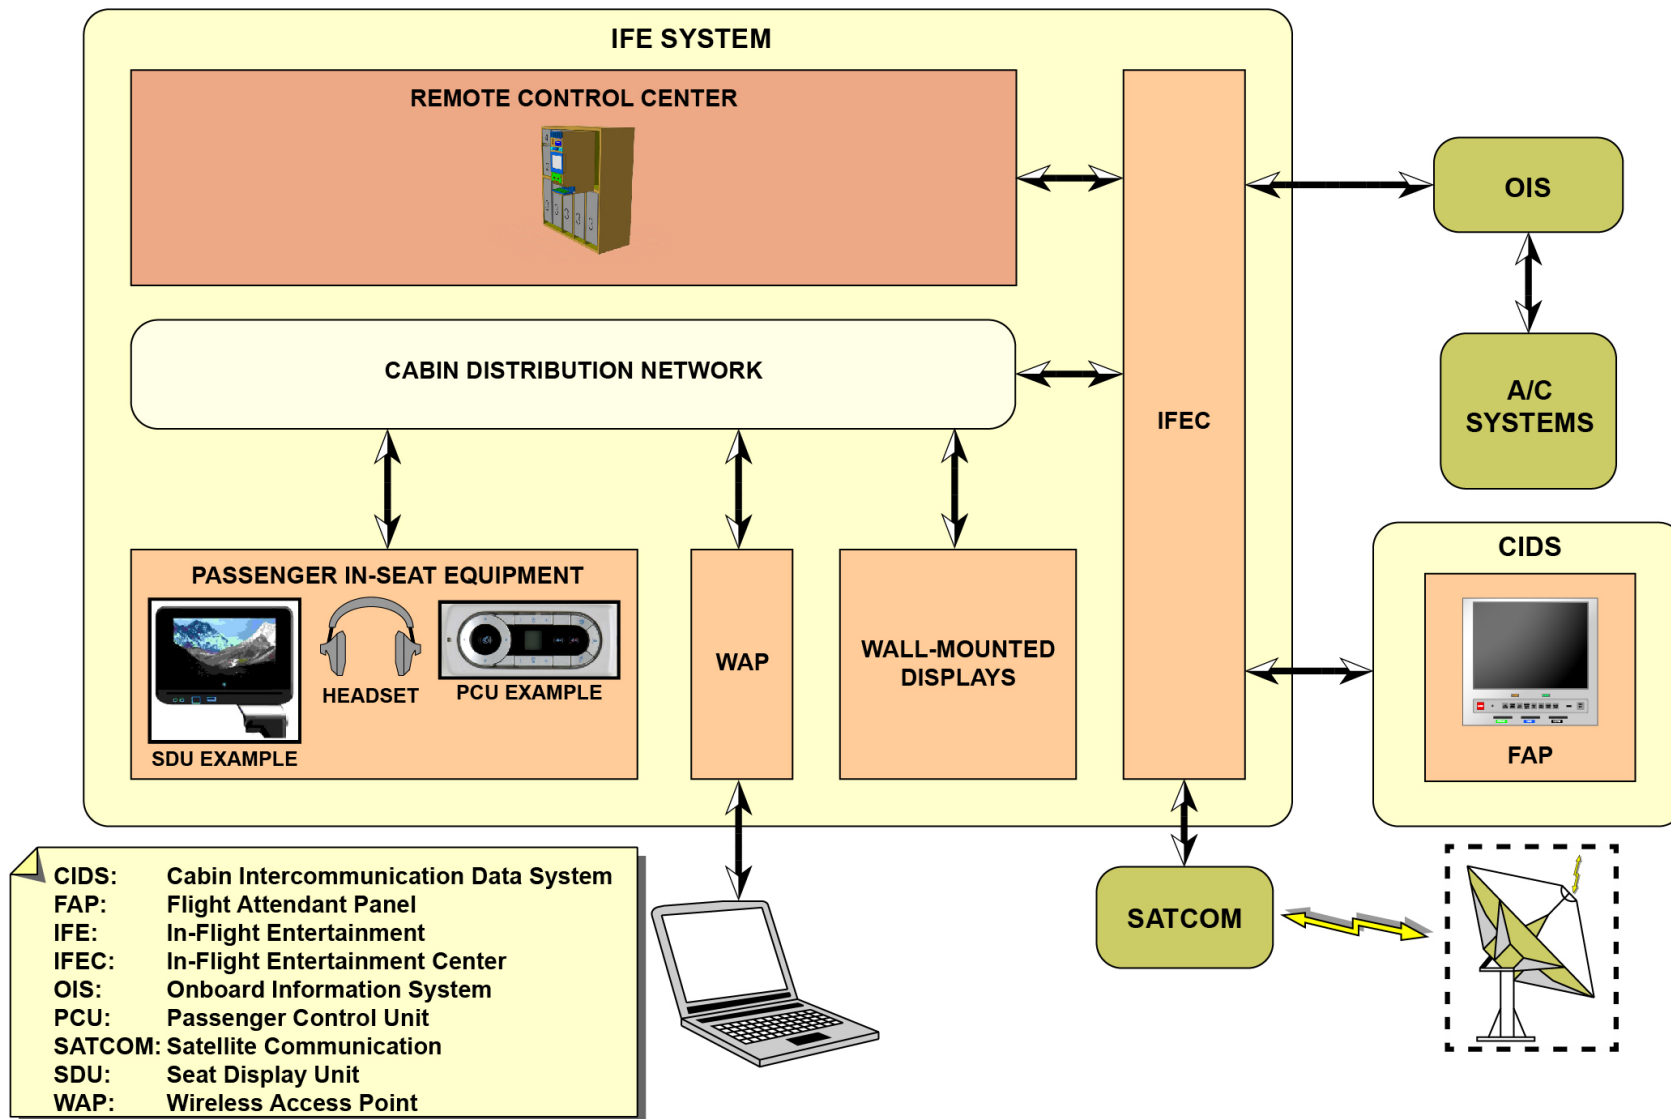 IFE SYSTEM
REMOTE CONTROL CENTER
OIS
CABIN DISTRIBUTION NETWORK
IFEC
A/C
SYSTEMS
PASSENGER IN-SEAT EQUIPMENT
HEADSET
PCU EXAMPLE
SDU EXAMPLE
WAP
WALL-MOUNTED
DISPLAYS
CIDS
FAP
SATCOM
CIDS: Cabin Intercommunication Data System
FAP: Flight Attendant Panel
IFE: In-Flight Entertainment
IFEC: In-Flight Entertainment Center
OIS: Onboard Information System
PCU: Passenger Control Unit
SATCOM: Satellite Communication
SDU: Seat Display Unit
WAP: Wireless Access Point